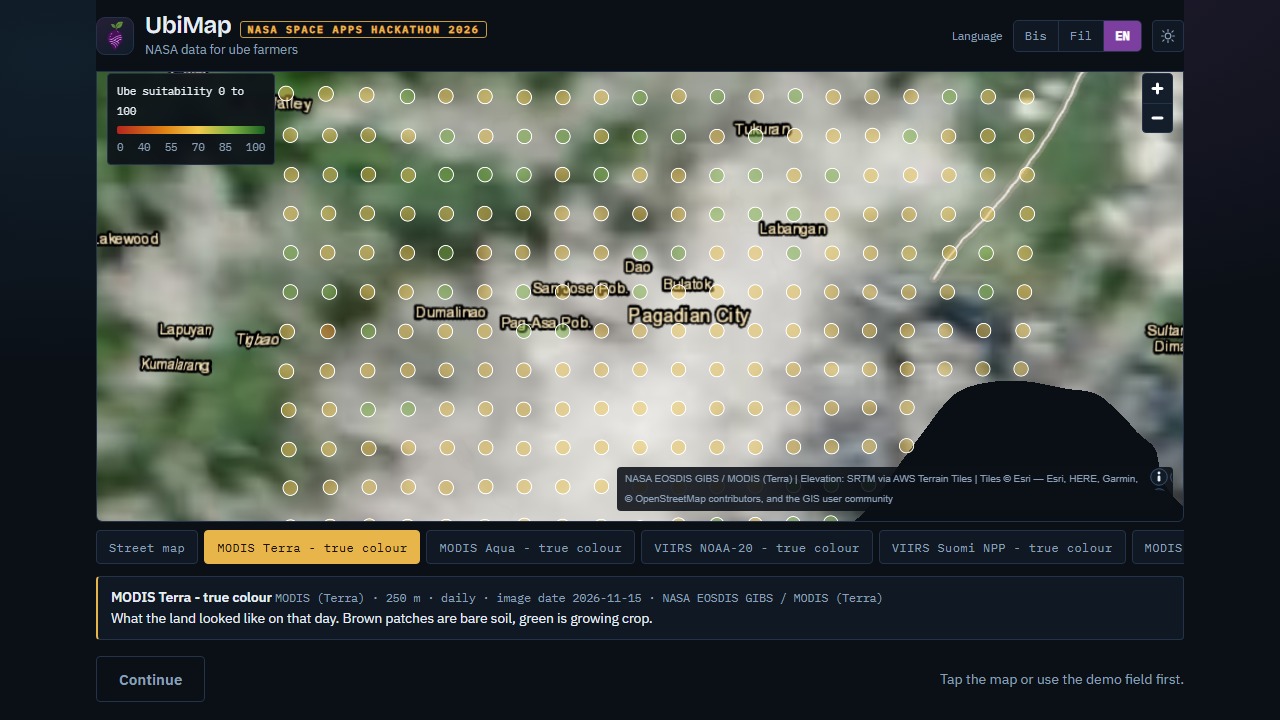 UbiMap NASA SPACE APPS HACKATHON 2026
NASA data for ube farmers
Language Bis Fil EN
Ube suitability 0 to
100
0 40 55 70 85 100
alley
+
−
Tukuran
Labangan
akewood
Dao
San Jose Pob.
Bulatok
Dumalinao
Pag-Asa Pob.
Pagadian City
Lapuyan
Tigbao
Kumalarang
Sultan
Dima
NASA EOSDIS GIBS / MODIS (Terra) | Elevation: SRTM via AWS Terrain Tiles | Tiles © Esri — Esri, HERE, Garmin,
© OpenStreetMap contributors, and the GIS user community
Street map
MODIS Terra - true colour
MODIS Aqua - true colour
VIIRS NOAA-20 - true colour
VIIRS Suomi NPP - true colour
MODIS
MODIS Terra - true colour MODIS (Terra) · 250 m · daily · image date 2026-11-15 · NASA EOSDIS GIBS / MODIS (Terra)
What the land looked like on that day. Brown patches are bare soil, green is growing crop.
Continue
Tap the map or use the demo field first.